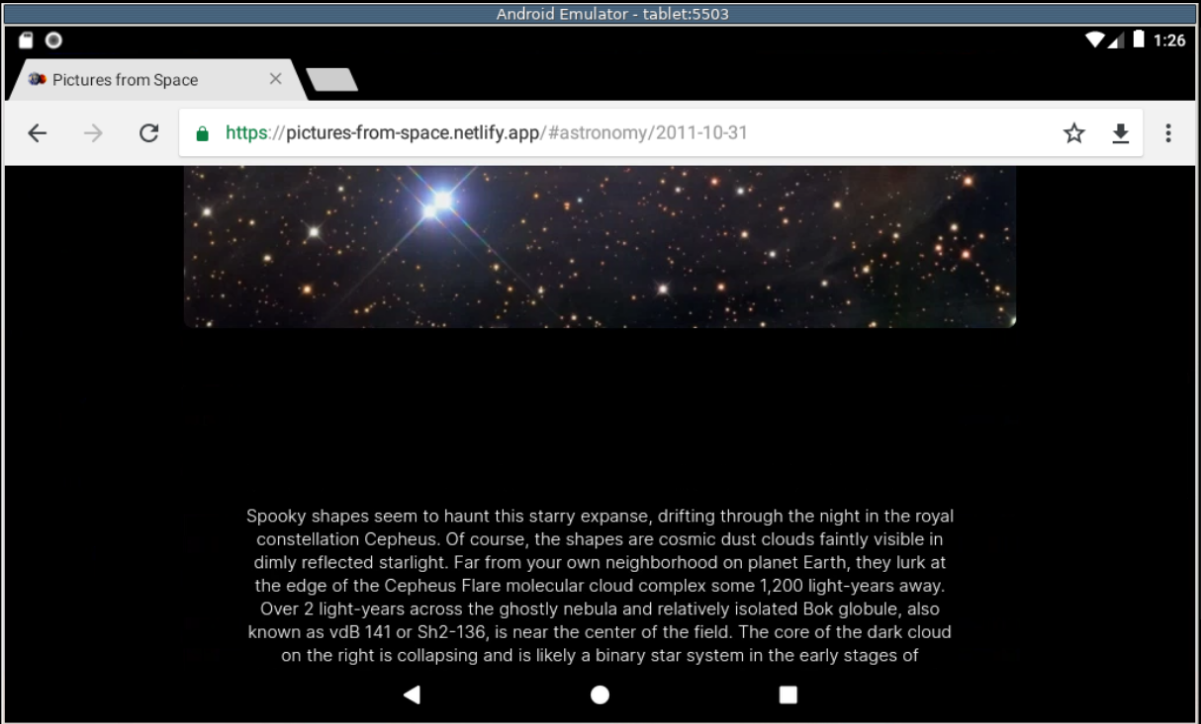 Android Emulator - tablet:5503
1:26
Pictures from Space
https://pictures-from-space.netlify.app/#astronomy/2011-10-31
Spooky shapes seem to haunt this starry expanse, drifting through the night in the royal
constellation Cepheus. Of course, the shapes are cosmic dust clouds faintly visible in
dimly reflected starlight. Far from your own neighborhood on planet Earth, they lurk at
the edge of the Cepheus Flare molecular cloud complex some 1,200 light-years away.
Over 2 light-years across the ghostly nebula and relatively isolated Bok globule, also
known as vdB 141 or Sh2-136, is near the center of the field. The core of the dark cloud
on the right is collapsing and is likely a binary star system in the early stages of